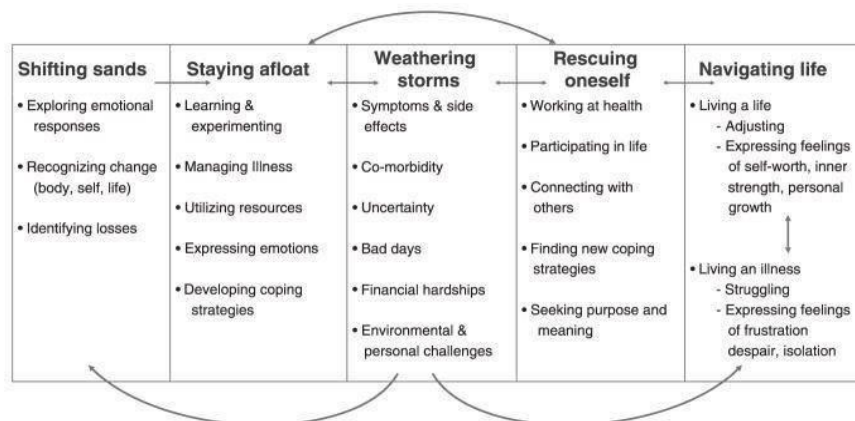 Shifting sands
• Exploring emotional
responses
• Recognizing change
(body, self, life)
• Identifying losses
Staying afloat
• Learning &
experimenting
• Managing Illness
• Utilizing resources
• Expressing emotions
• Developing coping
strategies
Weathering
storms
• Symptoms & side
effects
• Co-morbidity
• Uncertainty
• Bad days
• Financial hardships
• Environmental &
personal challenges
Rescuing
oneself
• Working at health
• Participating in life
• Connecting with
others
• Finding new coping
strategies
• Seeking purpose and
meaning
Navigating life
• Living a life
- Adjusting
- Expressing feelings
of self-worth, inner
strength, personal
growth
• Living an illness
- Struggling
- Expressing feelings
of frustration
despair, isolation